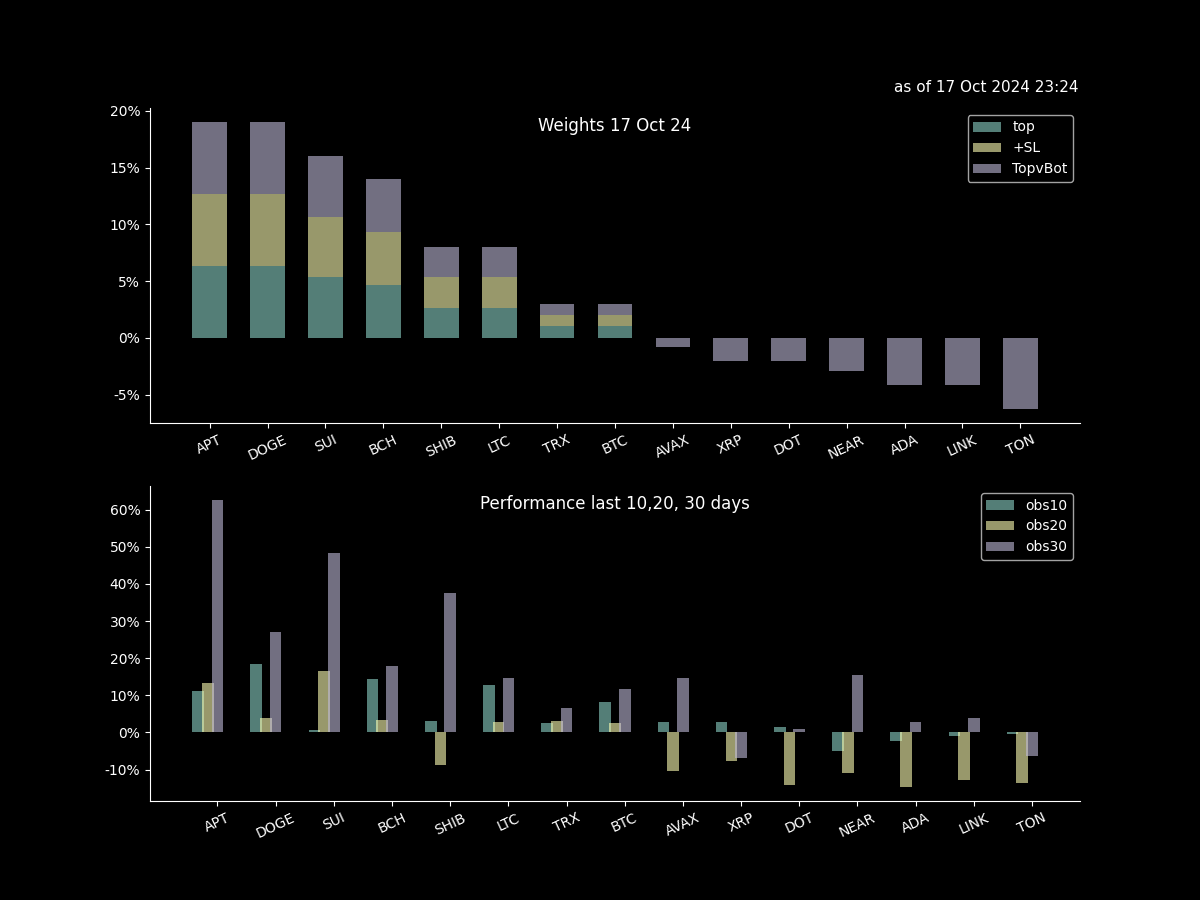 as of 17 Oct 2024 23:24
Weights 17 Oct 24
20%
15%
10%
5%
0%
-5%
top
+SL
TopvBot
APT DOGE SUI BCH SHIB LTC TRX BTC AVAX XRP DOT NEAR ADA LINK TON
Performance last 10,20, 30 days
60%
50%
40%
30%
20%
10%
0%
-10%
obs10
obs20
obs30
APT DOGE SUI BCH SHIB LTC TRX BTC AVAX XRP DOT NEAR ADA LINK TON